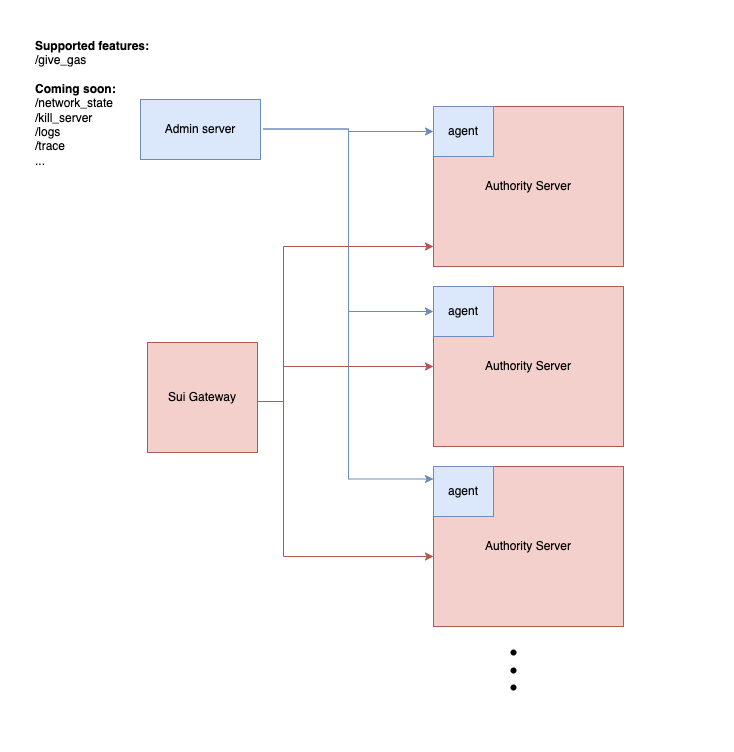 Supported features:
/give_gas
Coming soon:
/network_state
/kill_server
/logs
/trace
...
Admin server
agent
Authority Server
agent
Authority Server
Sui Gateway
agent
Authority Server